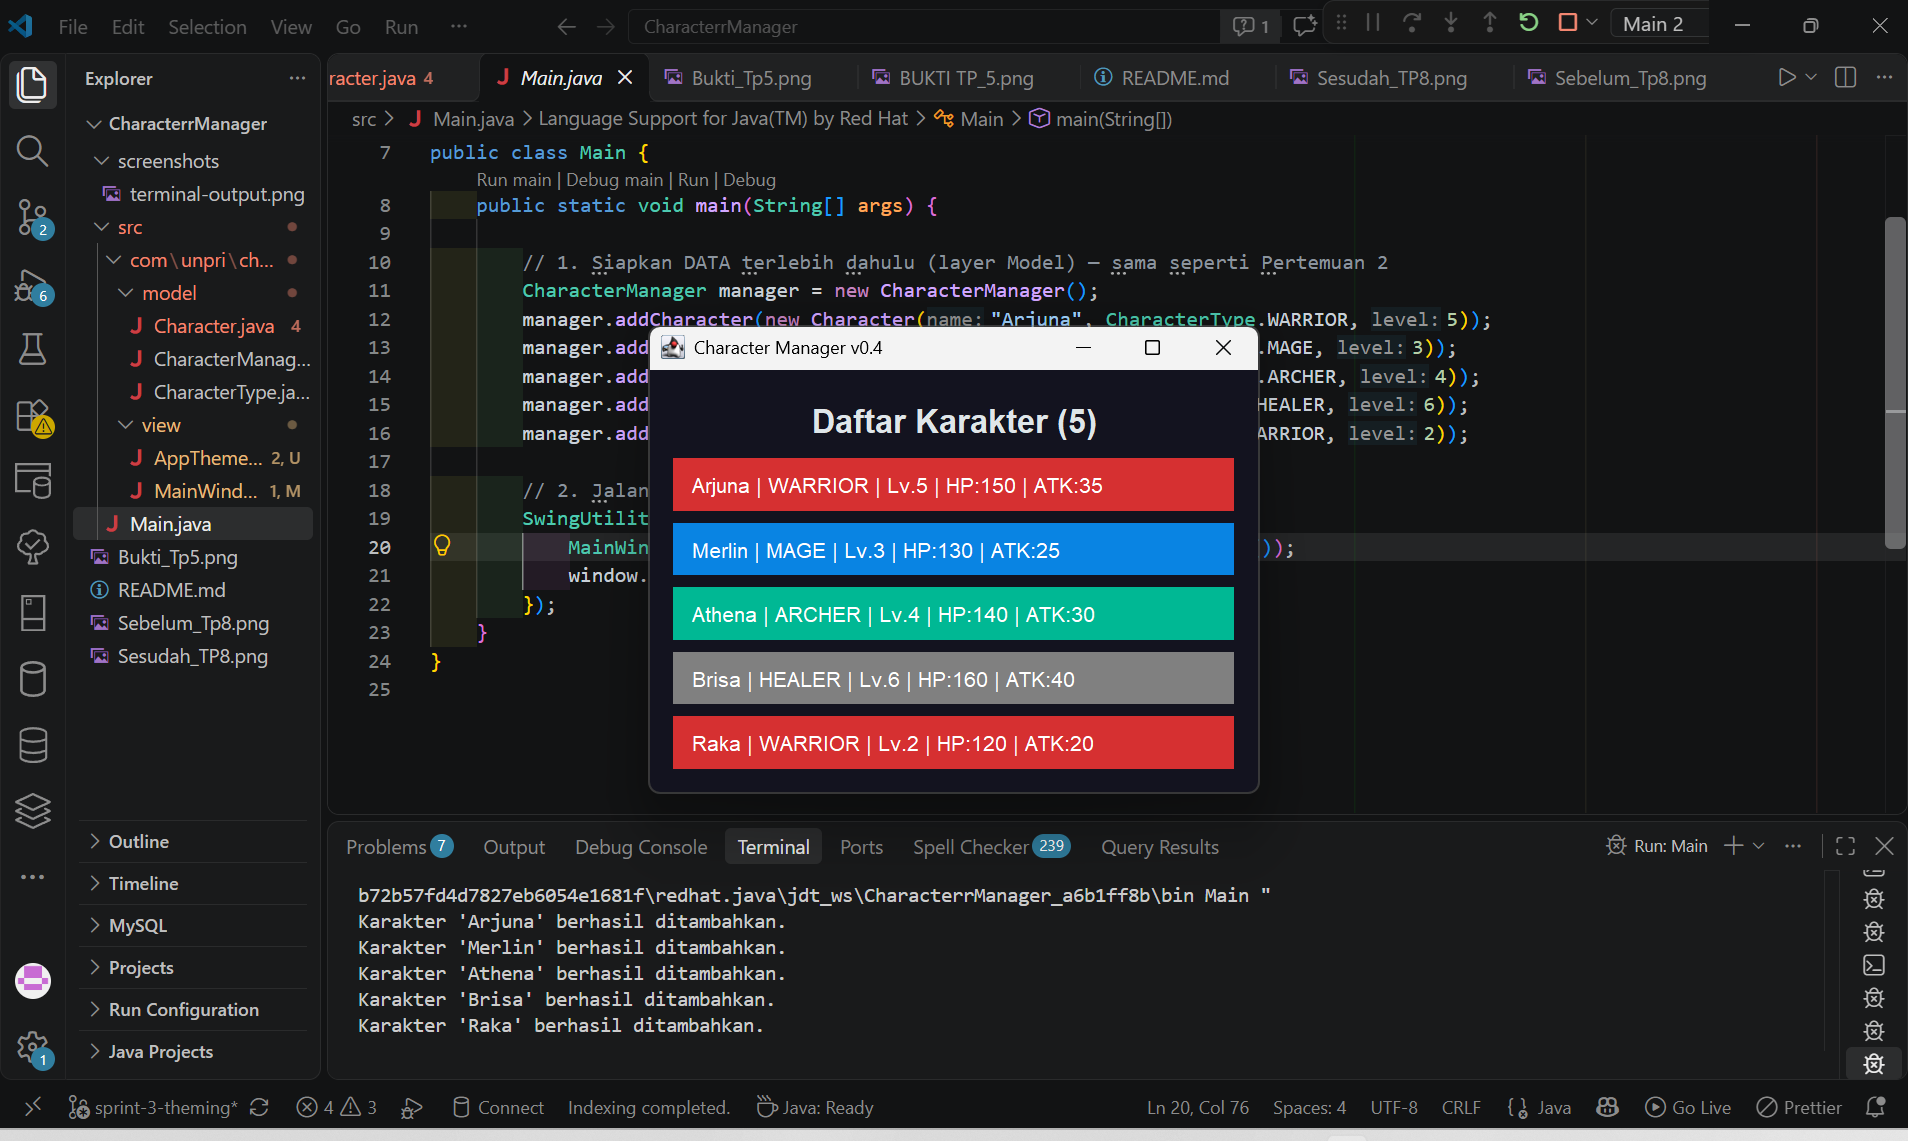 File Edit Selection View Go Run ··· CharacterrManager 1 Main 2
Explorer ···
CharacterrManager
screenshots
terminal-output.png
src
com\unpri\ch...
model
Character.java 4
CharacterManag...
CharacterType.ja...
view
AppTheme... 2, U
MainWind... 1, M
Main.java
Bukti_Tp5.png
README.md
Sebelum_Tp8.png
Sesudah_TP8.png
Outline
Timeline
MySQL
Projects
Run Configuration
Java Projects
2
6
1
racter.java 4 Main.java Bukti_Tp5.png BUKTI TP_5.png README.md Sesudah_TP8.png Sebelum_Tp8.png
src > Main.java > Language Support for Java(TM) by Red Hat > Main > main(String[])
7 public class Main {
Run main | Debug main | Run | Debug
8 public static void main(String[] args) {
9
10 // 1. Siapkan DATA terlebih dahulu (layer Model) — sama seperti Pertemuan 2
11 CharacterManager manager = new CharacterManager();
12 manager.addCharacter(new Character(name: "Arjuna", CharacterType.WARRIOR, level: 5));
13 manager.add .MAGE, level: 3));
14 manager.add .ARCHER, level: 4));
15 manager.add HEALER, level: 6));
16 manager.add ARRIOR, level: 2));
17
18 // 2. Jalan
19 SwingUtilit
20 MainWin ));
21 window.
22 });
23 }
24 }
25
Character Manager v0.4
Daftar Karakter (5)
Arjuna | WARRIOR | Lv.5 | HP:150 | ATK:35
Merlin | MAGE | Lv.3 | HP:130 | ATK:25
Athena | ARCHER | Lv.4 | HP:140 | ATK:30
Brisa | HEALER | Lv.6 | HP:160 | ATK:40
Raka | WARRIOR | Lv.2 | HP:120 | ATK:20
Problems 7 Output Debug Console Terminal Ports Spell Checker 239 Query Results Run: Main
b72b57fd4d7827eb6054e1681f\redhat.java\jdt_ws\CharacterrManager_a6b1ff8b\bin Main "
Karakter 'Arjuna' berhasil ditambahkan.
Karakter 'Merlin' berhasil ditambahkan.
Karakter 'Athena' berhasil ditambahkan.
Karakter 'Brisa' berhasil ditambahkan.
Karakter 'Raka' berhasil ditambahkan.
sprint-3-theming* 4 3 Connect Indexing completed. Java: Ready Ln 20, Col 76 Spaces: 4 UTF-8 CRLF Java Go Live Prettier